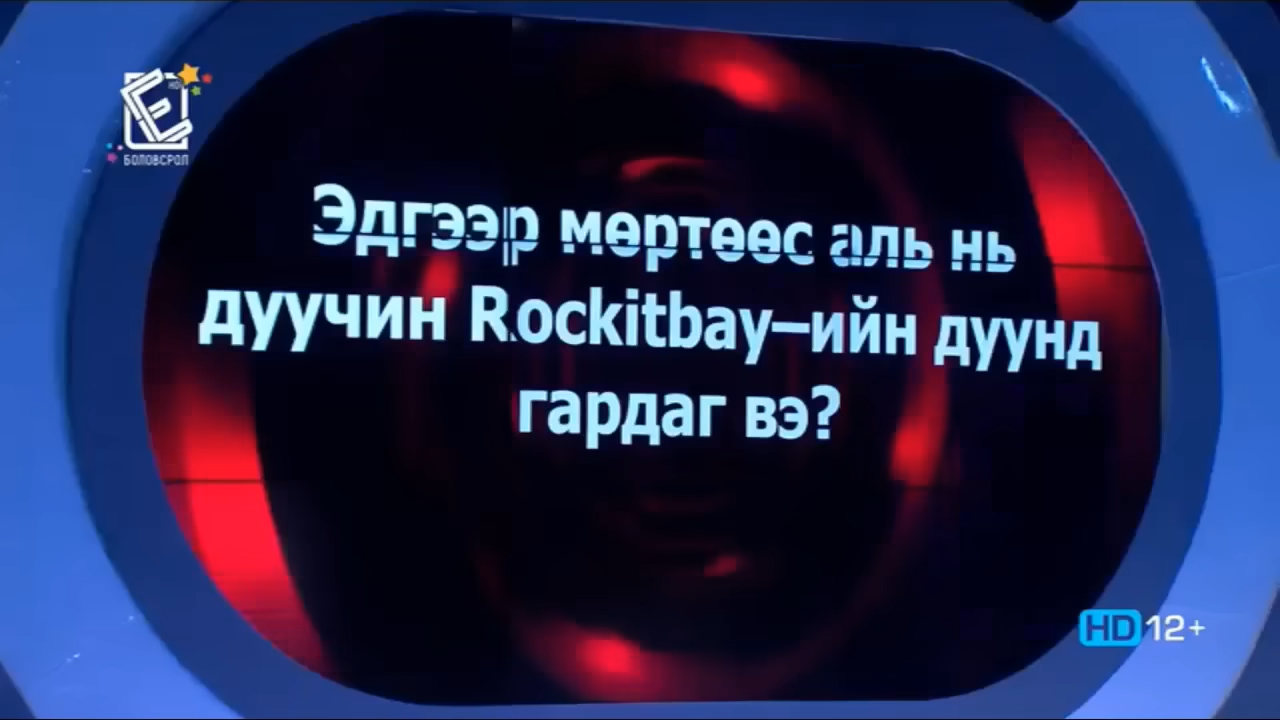 БОЛОВСРОЛ
Эдгээр мөртөөс аль нь
дуучин Rockitbay–ийн дуунд
гардаг вэ?
HD 12+